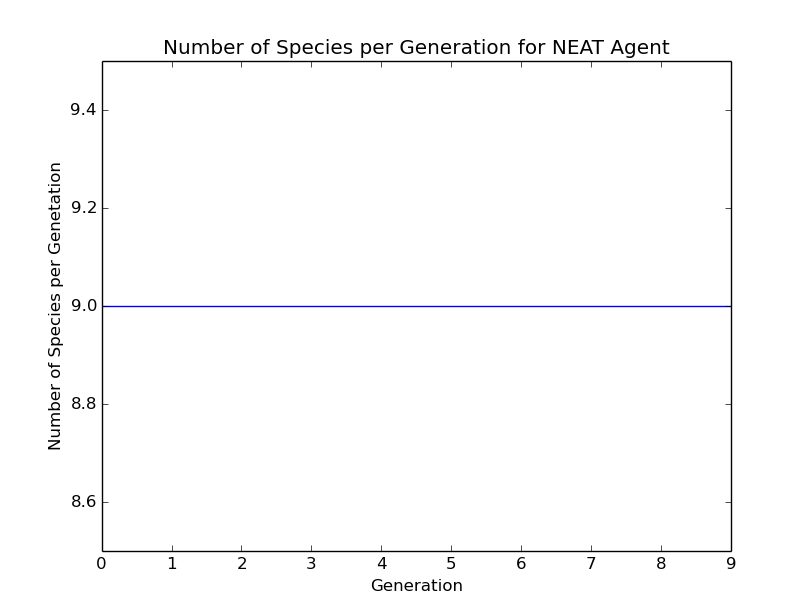 Number of Species per Generation for NEAT Agent
Number of Species per Genetation
9.4
9.2
9.0
8.8
8.6
0 1 2 3 4 5 6 7 8 9
Generation